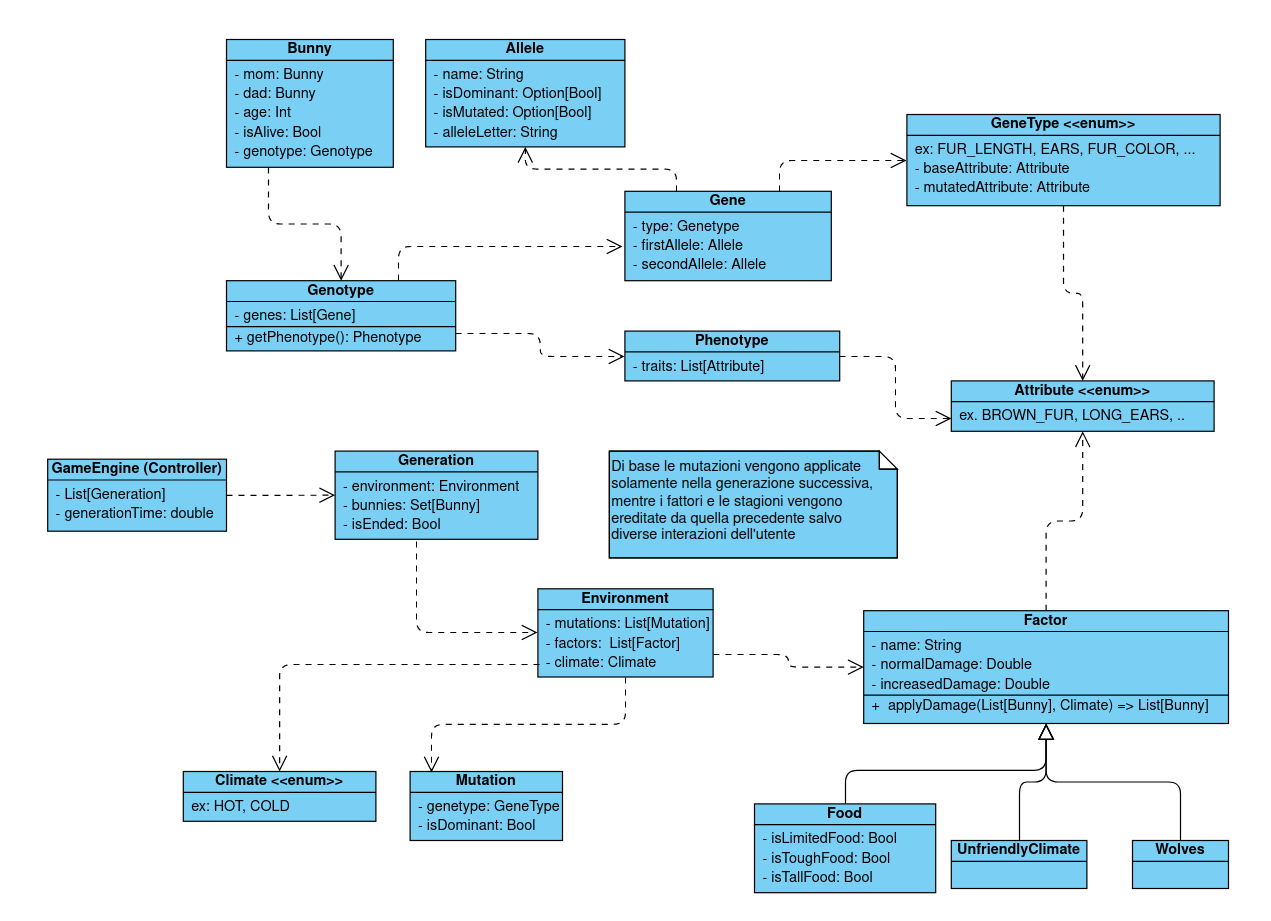 Bunny
- mom: Bunny
- dad: Bunny
- age: Int
- isAlive: Bool
- genotype: Genotype
Allele
- name: String
- isDominant: Option[Bool]
- isMutated: Option[Bool]
- alleleLetter: String
GeneType <<enum>>
ex: FUR_LENGTH, EARS, FUR_COLOR, ...
- baseAttribute: Attribute
- mutatedAttribute: Attribute
Gene
- type: Genetype
- firstAllele: Allele
- secondAllele: Allele
Genotype
- genes: List[Gene]
+ getPhenotype(): Phenotype
Phenotype
- traits: List[Attribute]
Attribute <<enum>>
ex. BROWN_FUR, LONG_EARS, ..
GameEngine (Controller)
- List[Generation]
- generationTime: double
Generation
- environment: Environment
- bunnies: Set[Bunny]
- isEnded: Bool
Di base le mutazioni vengono applicate
solamente nella generazione successiva,
mentre i fattori e le stagioni vengono
ereditate da quella precedente salvo
diverse interazioni dell'utente
Environment
- mutations: List[Mutation]
- factors:  List[Factor]
- climate: Climate
Factor
- name: String
- normalDamage: Double
- increasedDamage: Double
+  applyDamage(List[Bunny], Climate) => List[Bunny]
Climate <<enum>>
ex: HOT, COLD
Mutation
- genetype: GeneType
- isDominant: Bool
Food
- isLimitedFood: Bool
- isToughFood: Bool
- isTallFood: Bool
UnfriendlyClimate
Wolves